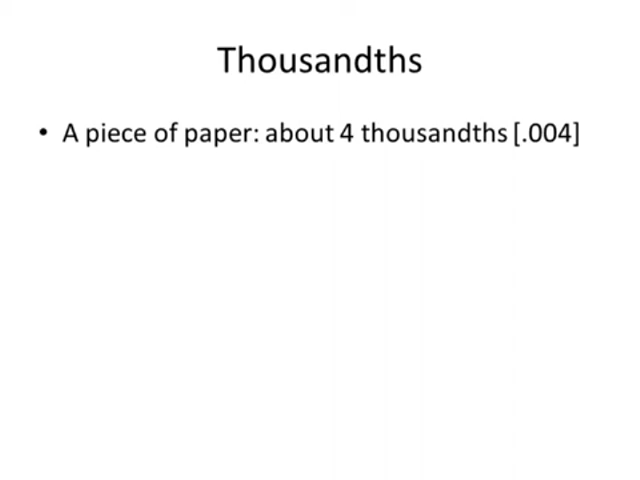 Thousandths
• A piece of paper: about 4 thousandths [.004]